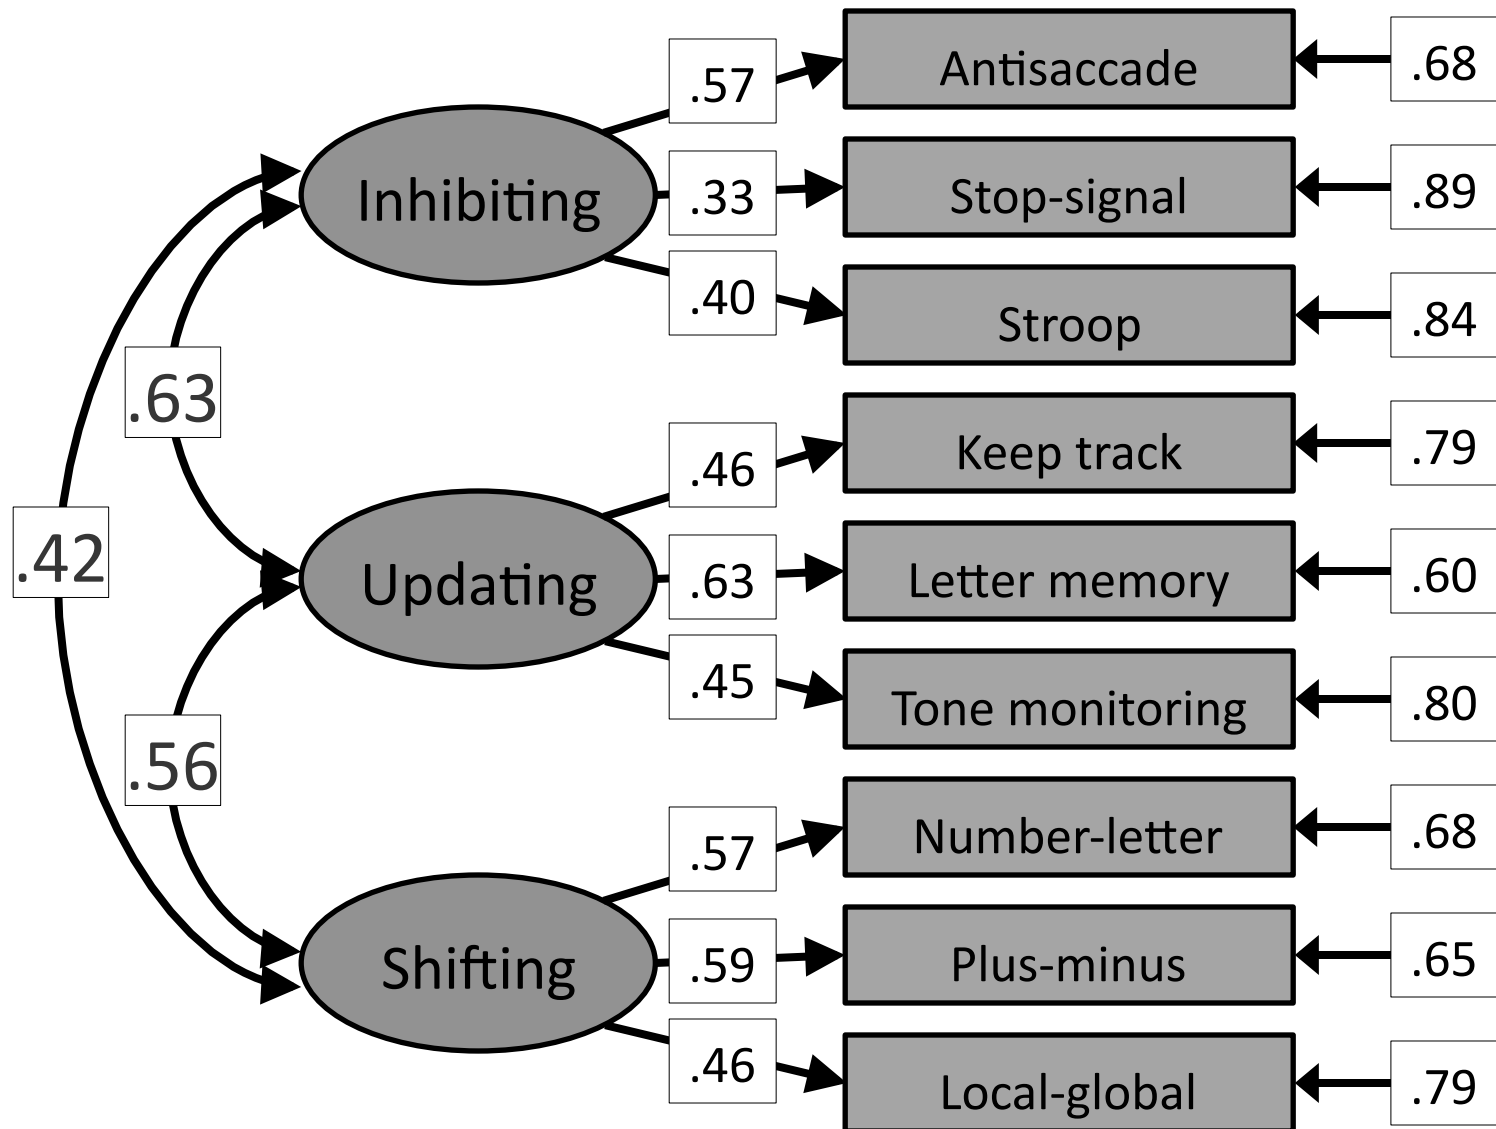 .57
Antisaccade
.68
Inhibiting
.33
Stop-signal
.89
.40
Stroop
.84
.63
.46
Keep track
.79
.42
Updating
.63
Letter memory
.60
.45
Tone monitoring
.80
.56
.57
Number-letter
.68
Shifting
.59
Plus-minus
.65
.46
Local-global
.79